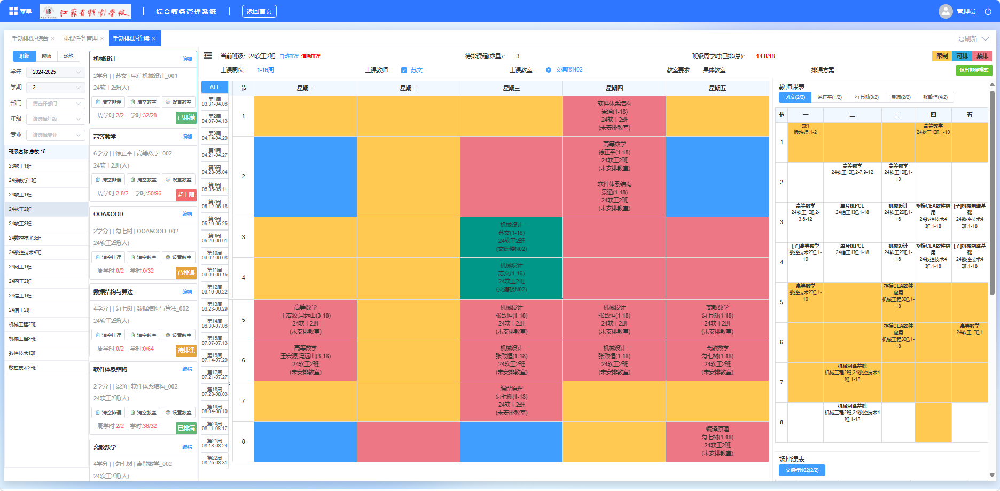 菜单
江苏省戏剧学校
综合教务管理系统
返回首页
管理员
手动排课-综合 ×
排课任务管理 ×
手动排课-连续 ×
刷新
班级 教师 场地
学年 2024-2025
学期 2
部门 请选择部门
年级 请选择年级
专业 请选择专业
班级名称 总数:15
23软工1班
24佛教学1班
24软工1班
24软工2班
24软工3班
24数控技术3班
24数控技术4班
24网工1班
24网工2班
24信工1班
24信工2班
机械工程2班
机械工程3班
数控技术1班
数控技术2班
机械设计 编辑
2学分 | | 苏文 | 电信机械设计_001
24软工2班(人)
清空排课 清空教室 设置教室
周学时:2/2 学时:32/28 已排满
高等数学 编辑
6学分 | | 徐正平 | 高等数学_002
24软工2班(人)
清空排课 清空教室 设置教室
周学时:2.8/2 学时:50/96 超上限
OOA&OOD 编辑
2学分 | | 勾七树 | OOA&OOD_002
24软工2班(人)
清空排课 清空教室 设置教室
周学时:0/2 学时:0/32 待排课
数据结构与算法 编辑
4学分 | | 勾七树 | 数据结构与算法_002
24软工2班(人)
清空排课 清空教室 设置教室
周学时:0/2 学时:0/64 待排课
软件体系结构 编辑
2学分 | | 景通 | 软件体系结构_002
24软工2班(人)
清空排课 清空教室 设置教室
周学时:2/2 学时:36/32 已排满
离散数学 编辑
4学分 | | 勾七树 | 离散数学_002
24软工2班(人)
当前班级: 24软工2班 自动排课 清除排课
待排课程(数量): 3
班级周学时(已排/总): 14.8/18
限制 可排 禁排
上课周次: 1-16周
上课教师: 苏文
上课教室: 文德楼N02
教室要求: 具体教室
排课方案:
退出排课模式
ALL
第1周
03.31-04.06
第2周
04.07-04.13
第3周
04.14-04.20
第4周
04.21-04.27
第5周
04.28-05.04
第6周
05.05-05.11
第7周
05.12-05.18
第8周
05.19-05.25
第9周
05.26-06.01
第10周
06.02-06.08
第11周
06.09-06.15
第12周
06.16-06.22
第13周
06.23-06.29
第14周
06.30-07.06
第15周
07.07-07.13
第16周
07.14-07.20
第17周
07.21-07.27
第18周
07.28-08.03
第19周
08.04-08.10
第20周
08.11-08.17
第21周
08.18-08.24
第22周
08.25-08.31
节 星期一 星期二 星期三 星期四 星期五
1
软件体系结构
景通(1-18)
24软工2班
(未安排教室)
2
高等数学
徐正平(1-18)
24软工2班
(未安排教室)
软件体系结构
景通(1-18)
24软工2班
(未安排教室)
3
机械设计
苏文(1-16)
24软工2班
(文德楼N02)
4
机械设计
苏文(1-16)
24软工2班
(文德楼N02)
5
高等数学
王宏源,冯远山(3-18)
24软工2班
(未安排教室)
机械设计
张致恒(1-18)
24软工2班
(未安排教室)
机械设计
张致恒(1-18)
24软工2班
(未安排教室)
离散数学
勾七树(1-18)
24软工2班
(未安排教室)
6
高等数学
王宏源,冯远山(3-18)
24软工2班
(未安排教室)
机械设计
张致恒(1-18)
24软工2班
(未安排教室)
机械设计
张致恒(1-18)
24软工2班
(未安排教室)
离散数学
勾七树(1-18)
24软工2班
(未安排教室)
7
编译原理
勾七树(1-18)
24软工2班
(未安排教室)
8
编译原理
勾七树(1-18)
24软工2班
(未安排教室)
教师课表
苏文(2/2) 徐正平(1/2) 勾七树(0/2) 景通(2/2) 张致恒(4/2)
节 一 二 三 四 五
1
梵1
版块课,1-2
高等数学
24软工1班,1-10
2
高等数学
24软工1班,2-7,9-12
高等数学
24软工1班,1-
10
3
高等数学
24软工1班,2-
3,6-12
单片机PCL
24信工1班,1-18
机械设计
24软工2班,1-
16
塑模CEA软件应
用
24数控技术4
班,1-18
[子]机械制造基
础
24数控技术4
班,1-18
4
[子]高等数学
数控技术2班,1-
10
单片机PCL
24信工1班,1-18
机械设计
24软工2班,1-
16
塑模CEA软件应
用
24数控技术4
班,1-18
[子]机械制造基
础
24数控技术4
班,1-18
5
高等数学
数控技术2班,1-
10
塑模CEA软件
应用
机械工程3班,1-
18
6
塑模CEA软件
应用
机械工程3班,1-
18
高等数学
24软工1班,1
7
机械制造基础
机械工程2班,24数控技术4
班,1-18
8
机械制造基础
机械工程2班,24数控技术4
班,1-18
场地课表
文德楼N02(2/2)